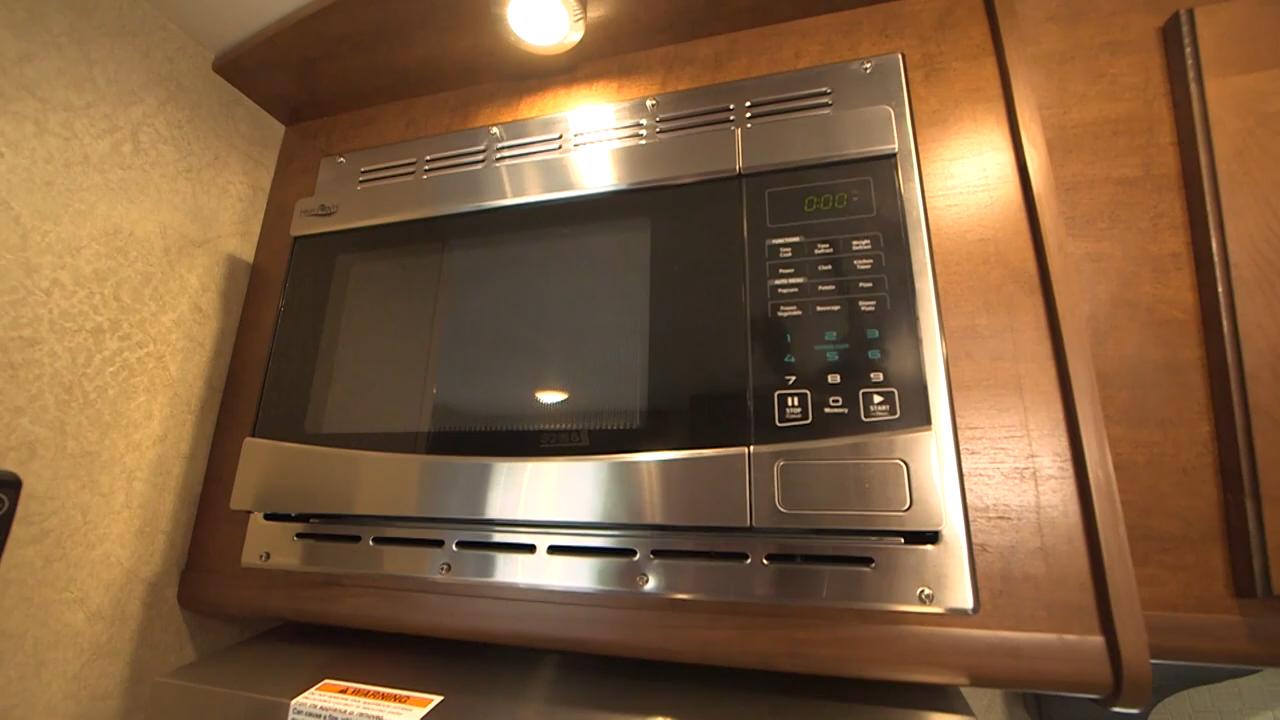 0:00
FUNCTIONS
Time Cook
Time Defrost
Weight Defrost
Power
Clock
Kitchen Timer
AUTO MENU
Popcorn
Potato
Pizza
Frozen Vegetable
Beverage
Dinner Plate
1 2 3
4 5 6
7 8 9
STOP
0
Memory
START
WARNING